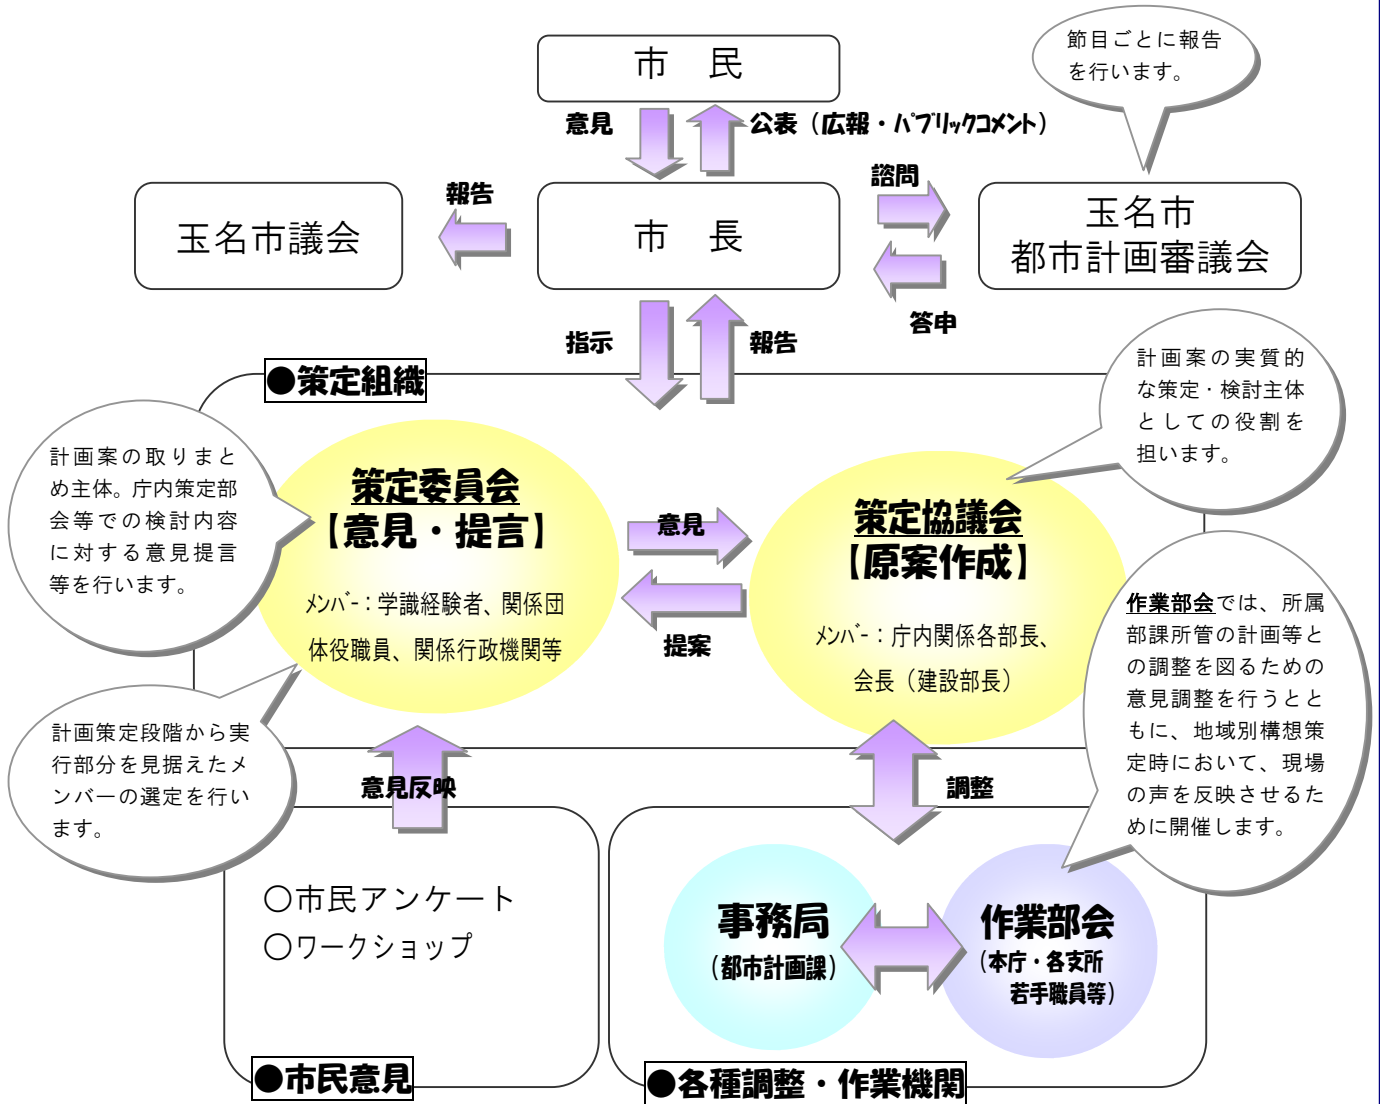 市　民
節目ごとに報告
を行います。
意見
公表（広報・パブリックコメント）
玉名市議会
報告
市　長
諮問
答申
玉名市
都市計画審議会
指示
報告
●策定組織
計画案の実質的
な策定・検討主体
としての役割を
担います。
計画案の取りまと
め主体。庁内策定部
会等での検討内容
に対する意見提言
等を行います。
策定委員会
【意見・提言】
メンバー：学識経験者、関係団
体役職員、関係行政機関等
意見
提案
策定協議会
【原案作成】
メンバー：庁内関係各部長、
会長（建設部長）
作業部会では、所属
部課所管の計画等と
の調整を図るための
意見調整を行うとと
もに、地域別構想策
定時において、現場
の声を反映させるた
めに開催します。
計画策定段階から実
行部分を見据えたメ
ンバーの選定を行い
ます。
意見反映
調整
○市民アンケート
○ワークショップ
●市民意見
事務局
（都市計画課）
作業部会
（本庁・各支所
若手職員等）
●各種調整・作業機関